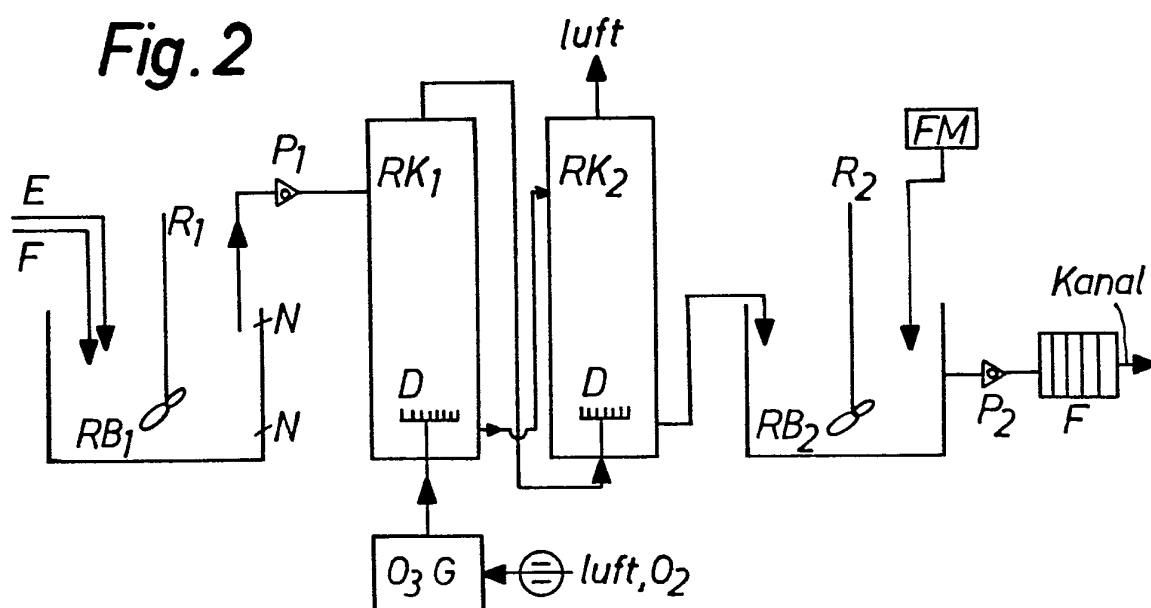 Fig. 2
luft
FM
P1
RK1
RK2
R2
E
R1
F
Kanal
N
D
D
RB1
N
RB2
P2
F
O3 G
luft, O2